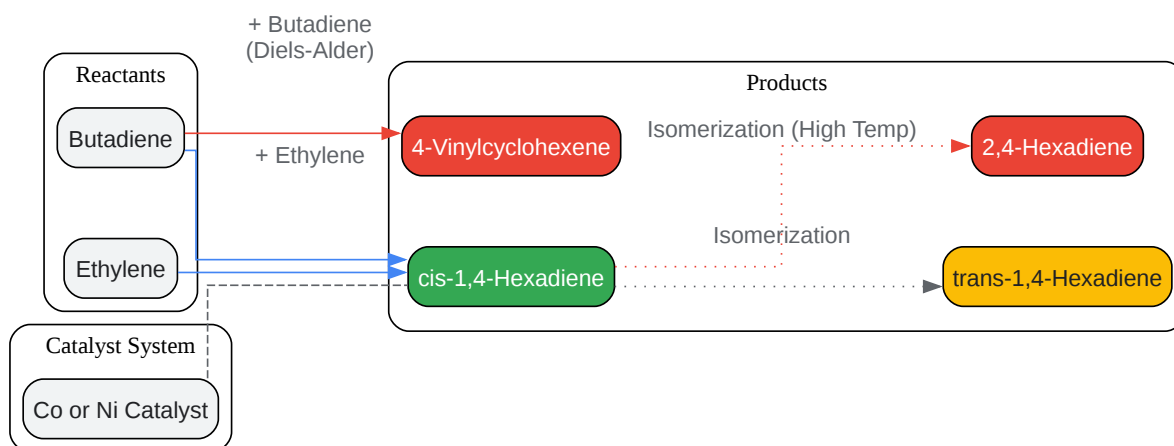 + Butadiene
(Diels-Alder)
Reactants
Products
Butadiene
4-Vinylcyclohexene
Isomerization (High Temp)
2,4-Hexadiene
+ Ethylene
Ethylene
cis-1,4-Hexadiene
Isomerization
trans-1,4-Hexadiene
Catalyst System
Co or Ni Catalyst